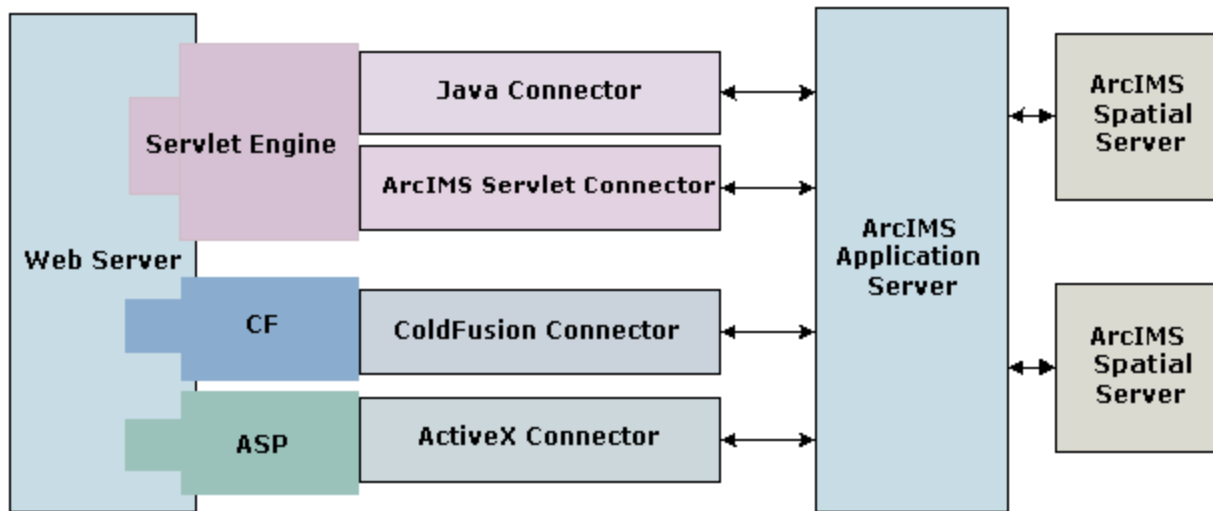 Web Server
Servlet Engine
Java Connector
ArcIMS Servlet Connector
CF
ColdFusion Connector
ASP
ActiveX Connector
ArcIMS
Application
Server
ArcIMS
Spatial
Server
ArcIMS
Spatial
Server